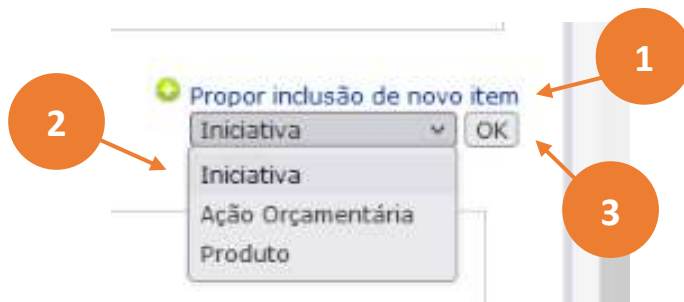 1
Propor inclusão de novo item
2
Iniciativa
OK
Iniciativa
Ação Orçamentária
3
Produto